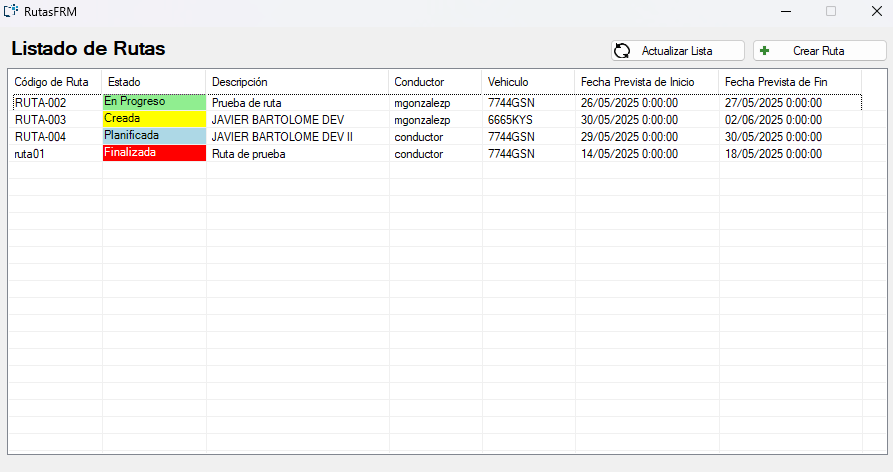 RutasFRM
Listado de Rutas
Actualizar Lista
Crear Ruta
Código de Ruta Estado Descripción Conductor Vehiculo Fecha Prevista de Inicio Fecha Prevista de Fin
RUTA-002 En Progreso Prueba de ruta mgonzalezp 7744GSN 26/05/2025 0:00:00 27/05/2025 0:00:00
RUTA-003 Creada JAVIER BARTOLOME DEV mgonzalezp 6665KYS 30/05/2025 0:00:00 02/06/2025 0:00:00
RUTA-004 Planificada JAVIER BARTOLOME DEV II conductor 7744GSN 29/05/2025 0:00:00 30/05/2025 0:00:00
ruta01 Finalizada Ruta de prueba conductor 7744GSN 14/05/2025 0:00:00 18/05/2025 0:00:00